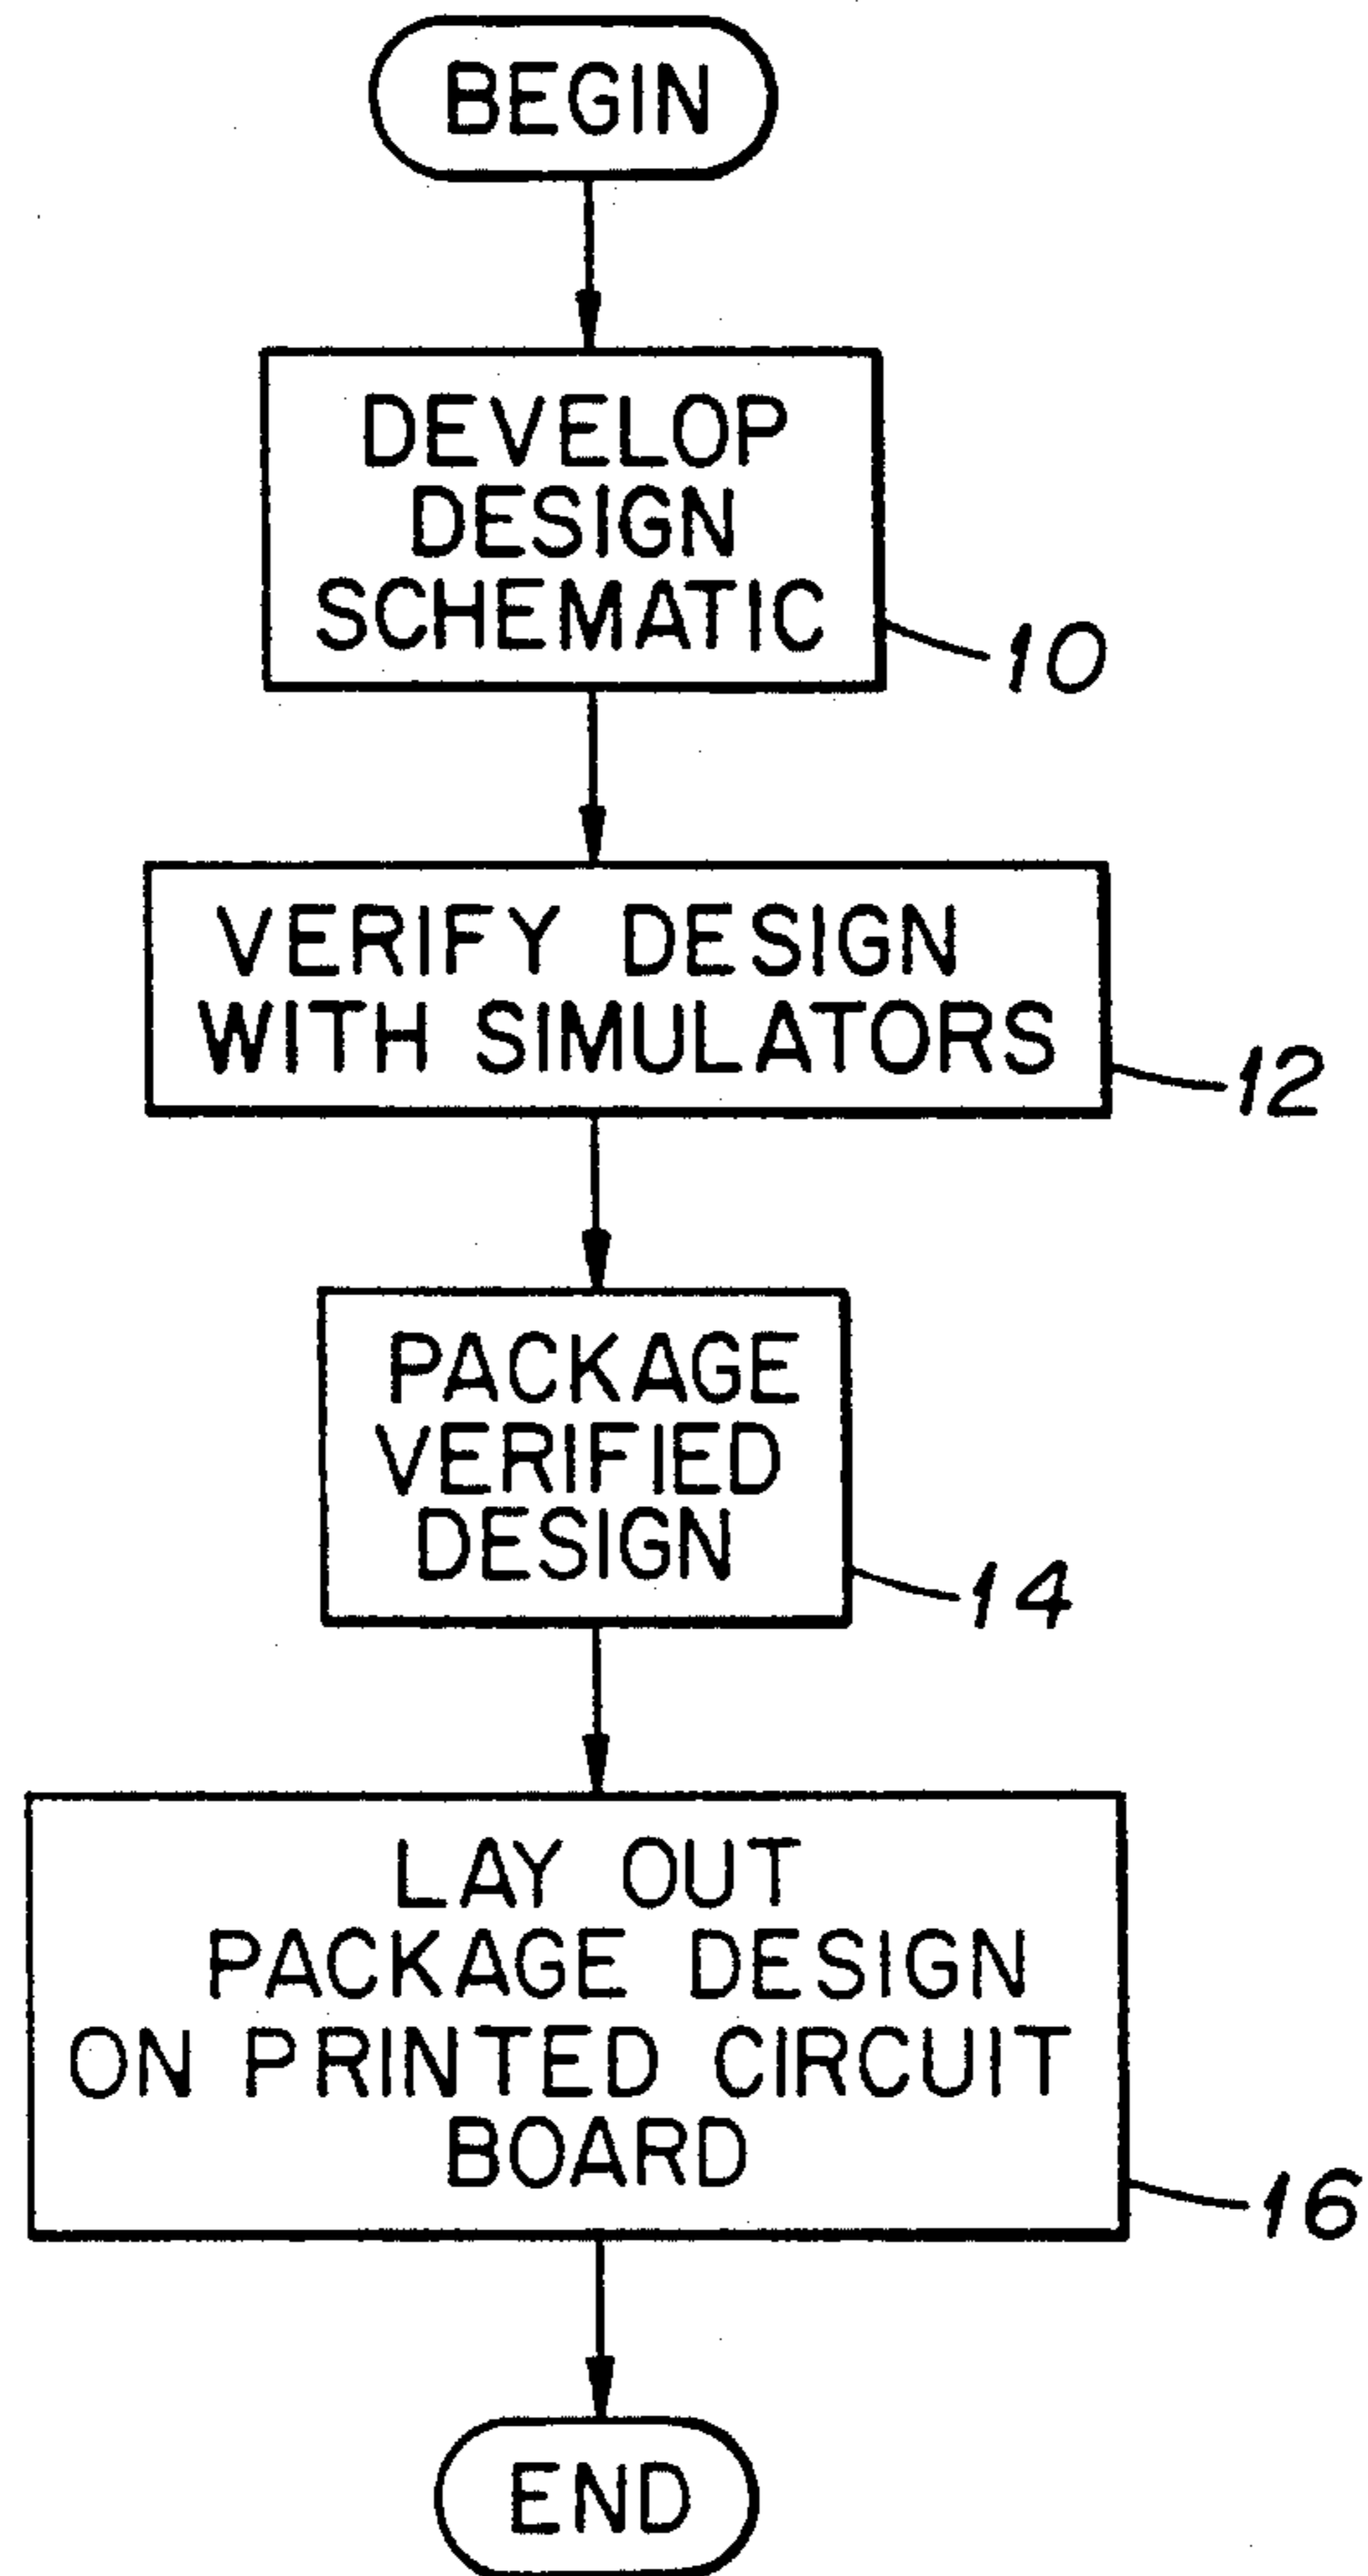 BEGIN
DEVELOP
DESIGN
SCHEMATIC
10
VERIFY DESIGN
WITH SIMULATORS
12
PACKAGE
VERIFIED
DESIGN
14
LAY OUT
PACKAGE DESIGN
ON PRINTED CIRCUIT
BOARD
16
END